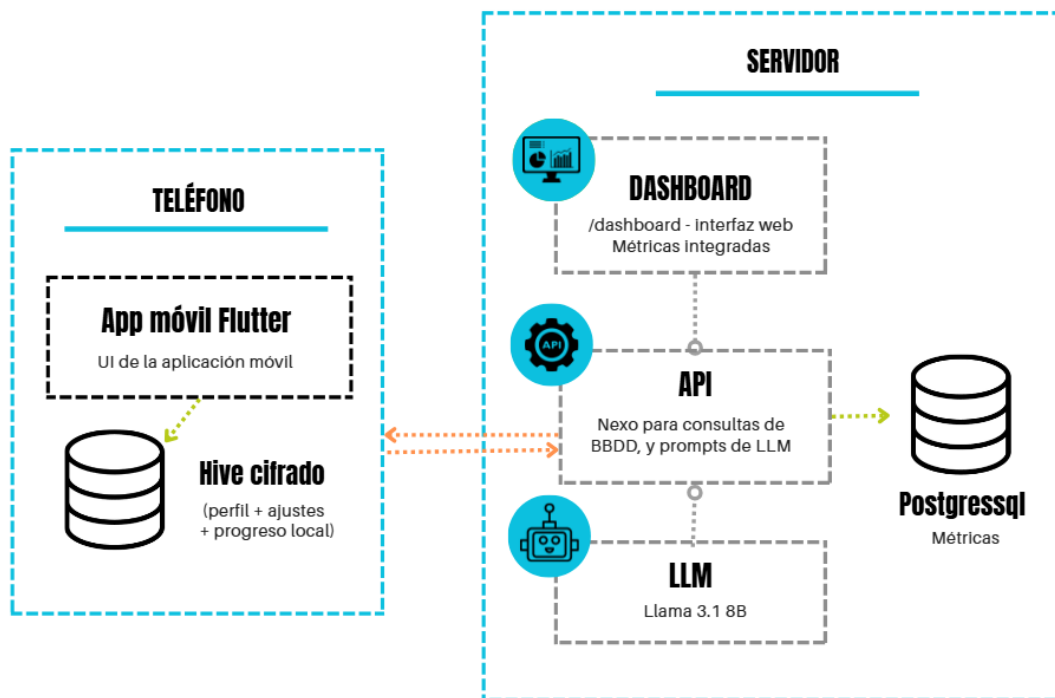 TELÉFONO
App móvil Flutter
UI de la aplicación móvil
Hive cifrado
(perfil + ajustes
+ progreso local)
SERVIDOR
DASHBOARD
/dashboard - interfaz web
Métricas integradas
API
API
Nexo para consultas de
BBDD, y prompts de LLM
LLM
Llama 3.1 8B
Postgressql
Métricas